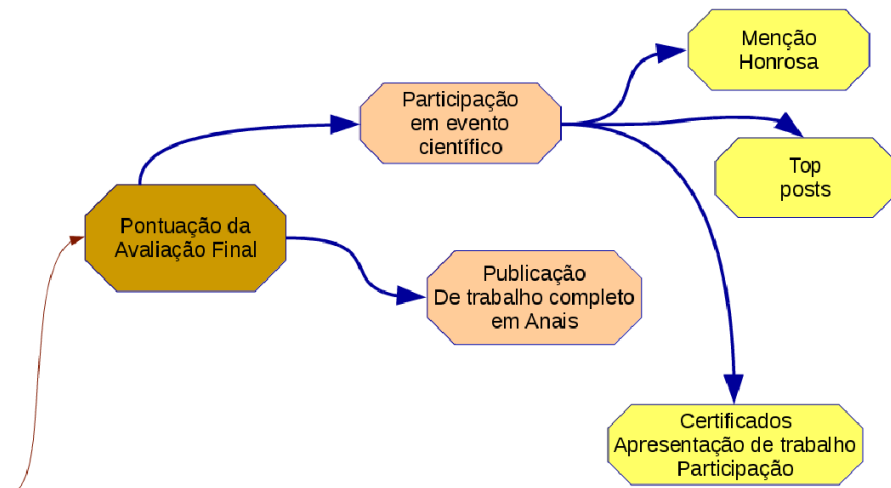 Menção
Honrosa
Participação
em evento
científico
Top
posts
Pontuação da
Avaliação Final
Publicação
De trabalho completo
em Anais
Certificados
Apresentação de trabalho
Participação